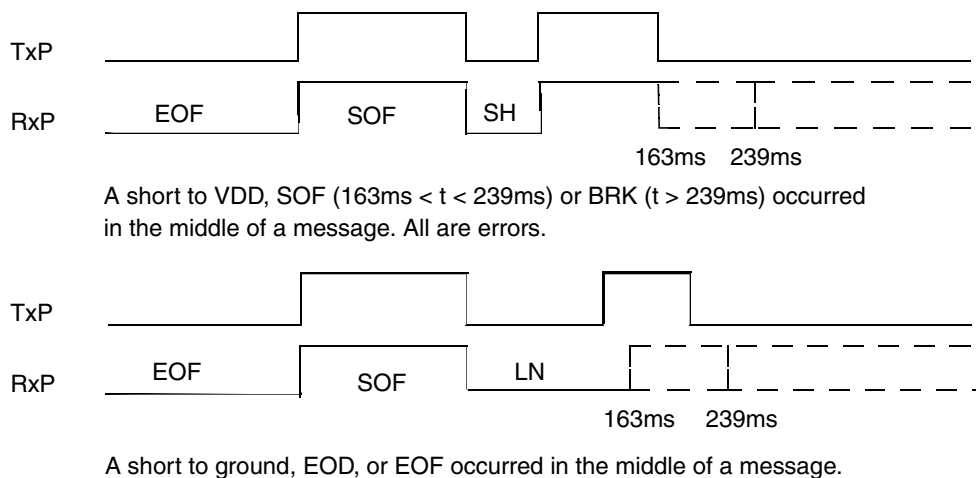 TxP
RxP
EOF
SOF
SH
163ms 239ms
A short to VDD, SOF (163ms < t < 239ms) or BRK (t > 239ms) occurred
in the middle of a message. All are errors.
TxP
RxP
EOF
SOF
LN
163ms 239ms
A short to ground, EOD, or EOF occurred in the middle of a message.